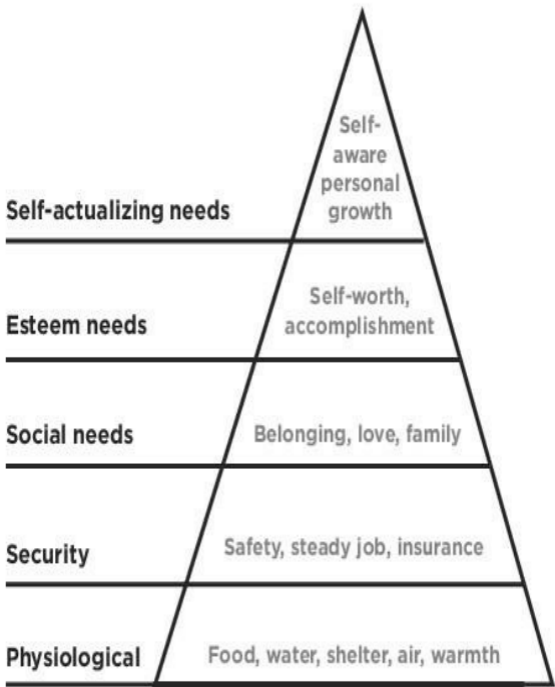 Self-
aware
personal
growth
Self-actualizing needs
Self-worth,
accomplishment
Esteem needs
Social needs
Belonging, love, family
Security
Safety, steady job, insurance
Physiological
Food, water, shelter, air, warmth